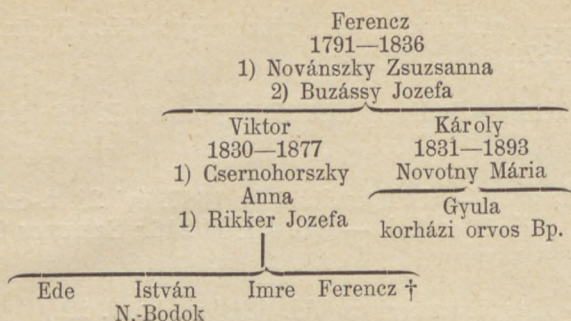 Ferencz
1791—1836
1) Novánszky Zsuzsanna
2) Buzássy Jozefa
Viktor
1830—1877
1) Csernohorszky
Anna
1) Rikker Jozefa
Károly
1831—1893
Novotny Mária
Gyula
korházi orvos Bp.
Ede
István
N.-Bodok
Imre
Ferencz †